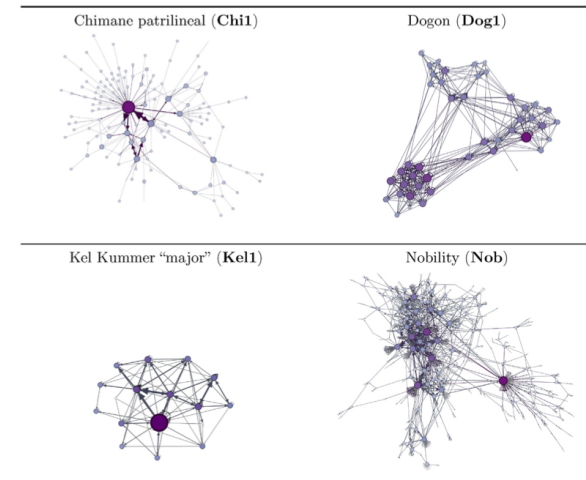 Chimane patrilineal (Chi1)
Dogon (Dog1)
Kel Kummer “major” (Kel1)
Nobility (Nob)